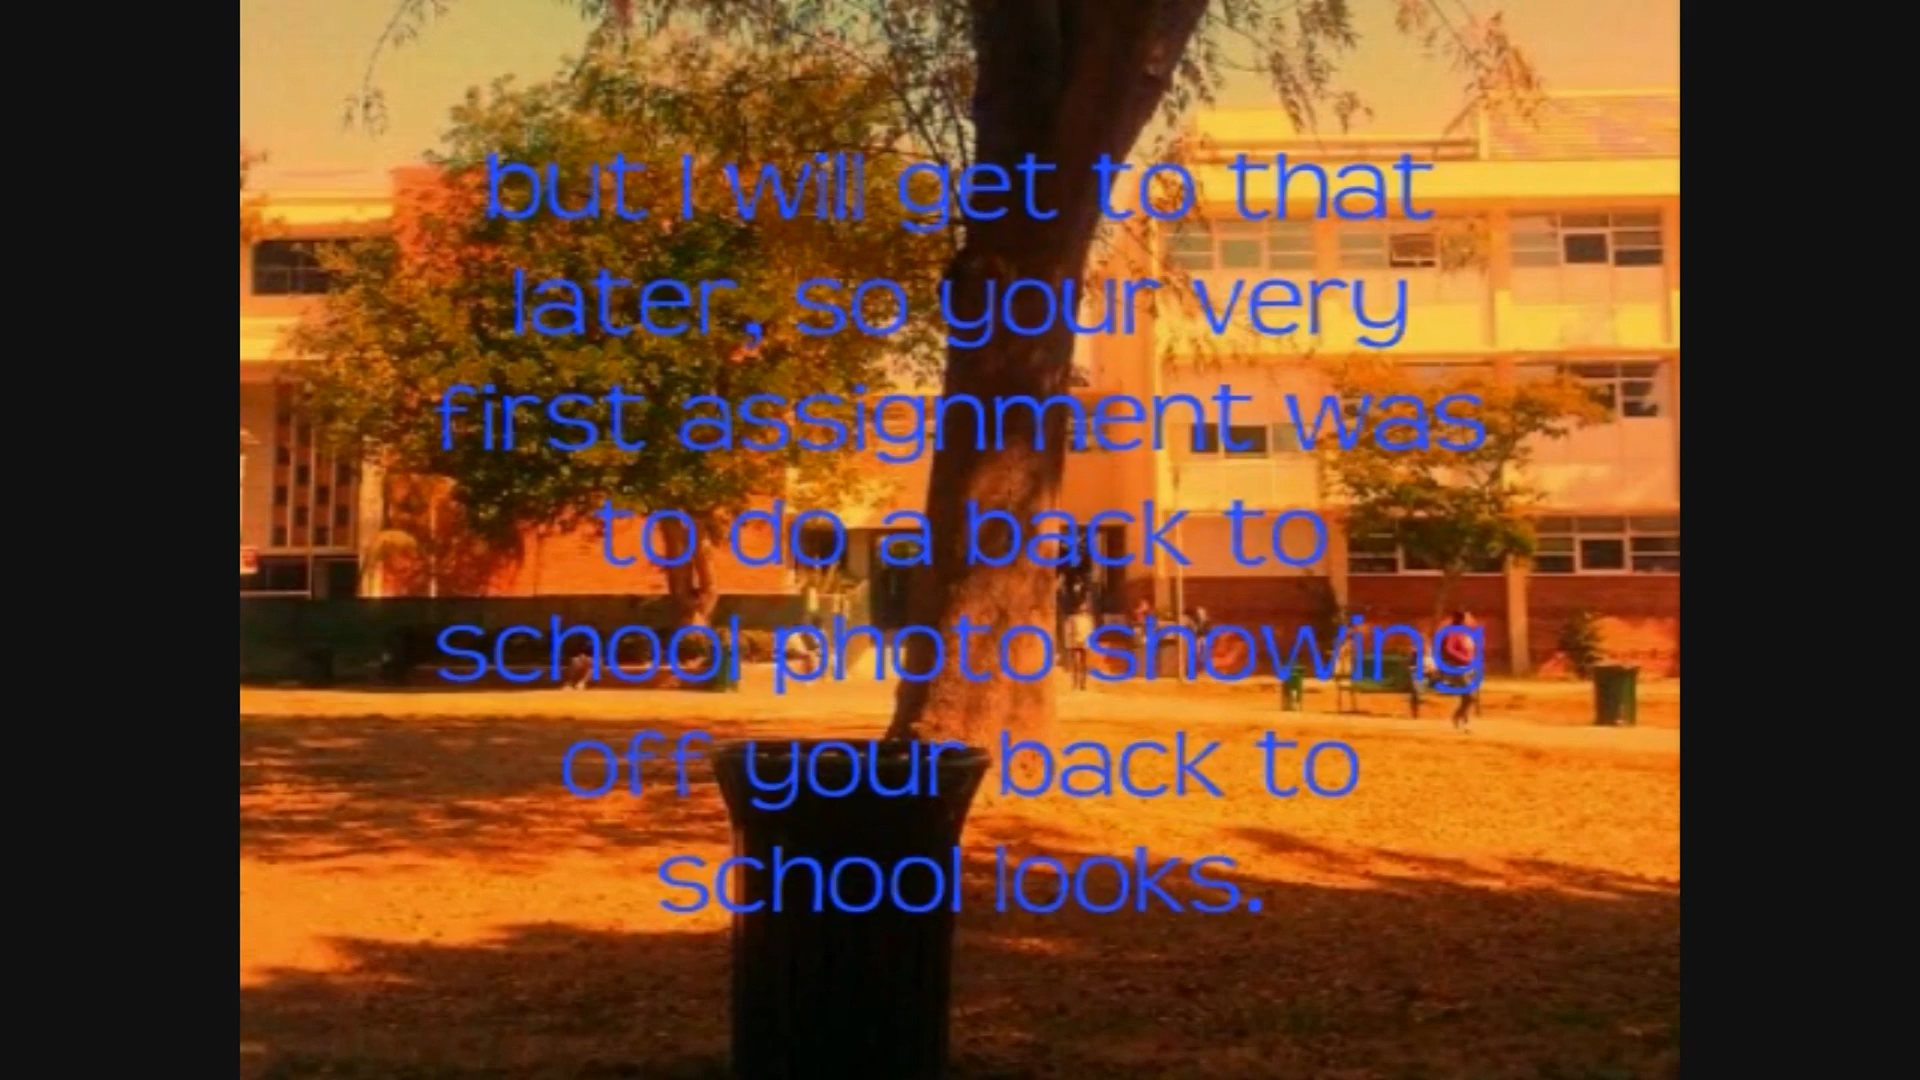 but I will get to that
later, so your very
first assignment was
to do a back to
school photo showing
off your back to
school looks.